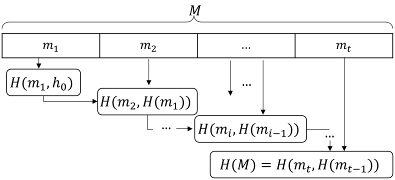 M
m₁ m₂ ... mₜ
H(m₁, h₀)
...
H(m₂, H(m₁))
...
H(mᵢ, H(mᵢ₋₁))
...
H(M) = H(mₜ, H(mₜ₋₁))